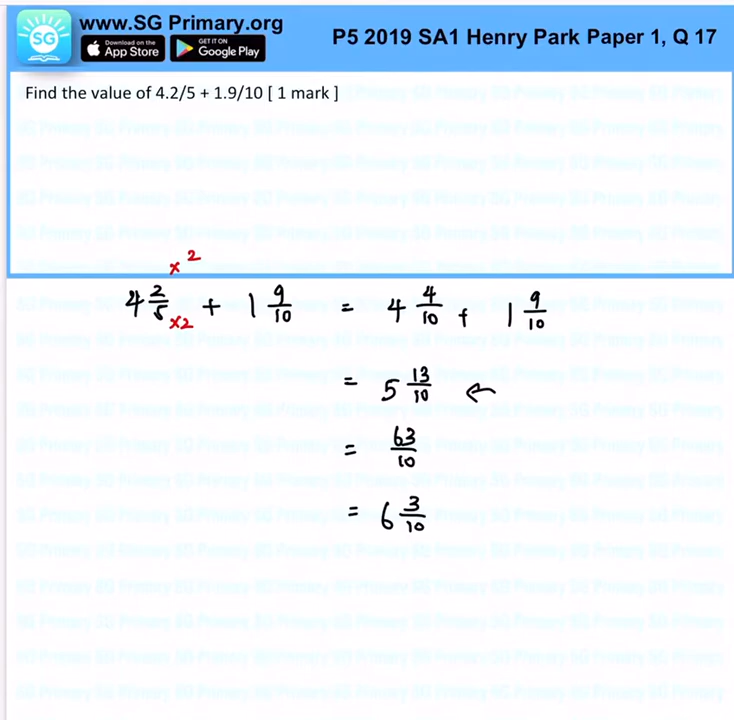 www.SG Primary.org
SG
Download on the App Store
GET IT ON Google Play
P5 2019 SA1 Henry Park Paper 1, Q 17
Find the value of 4.2/5 + 1.9/10 [ 1 mark ]
x 2
4 2/5 + 1 9/10 = 4 4/10 + 1 9/10
x2
= 5 13/10 ←
= 63/10
= 6 3/10